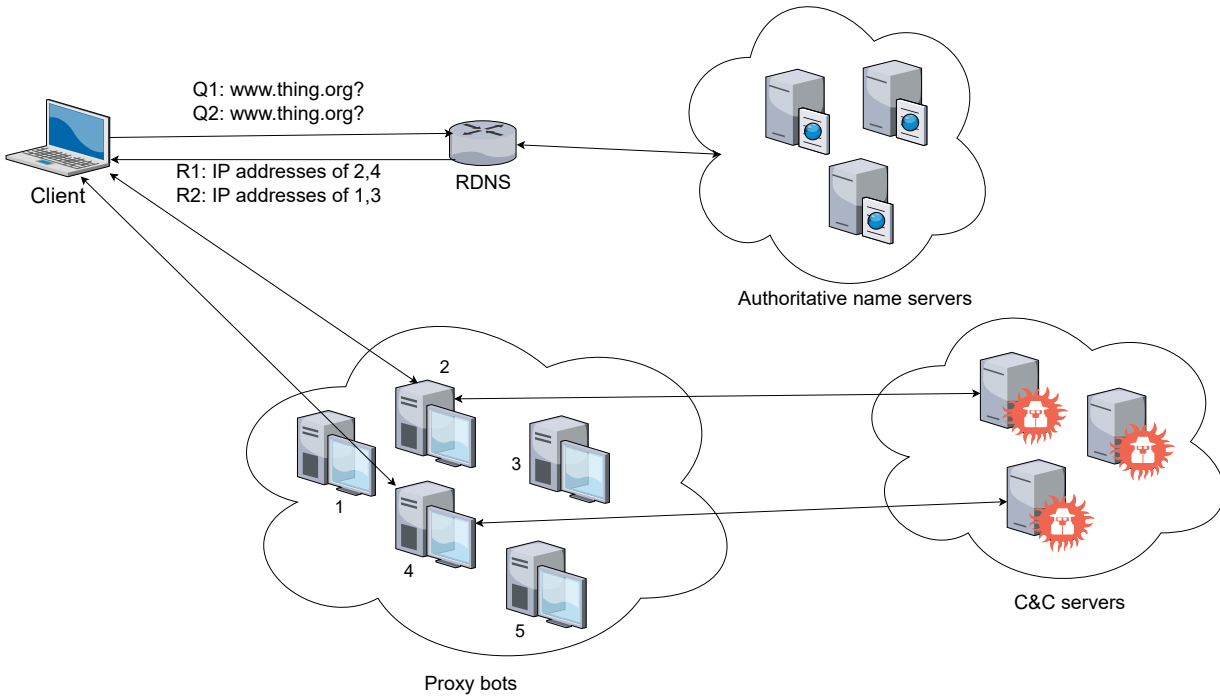 Q1: www.thing.org?
Q2: www.thing.org?
R1: IP addresses of 2,4
R2: IP addresses of 1,3
Client
RDNS
Authoritative name servers
2
3
1
4
5
C&C servers
Proxy bots